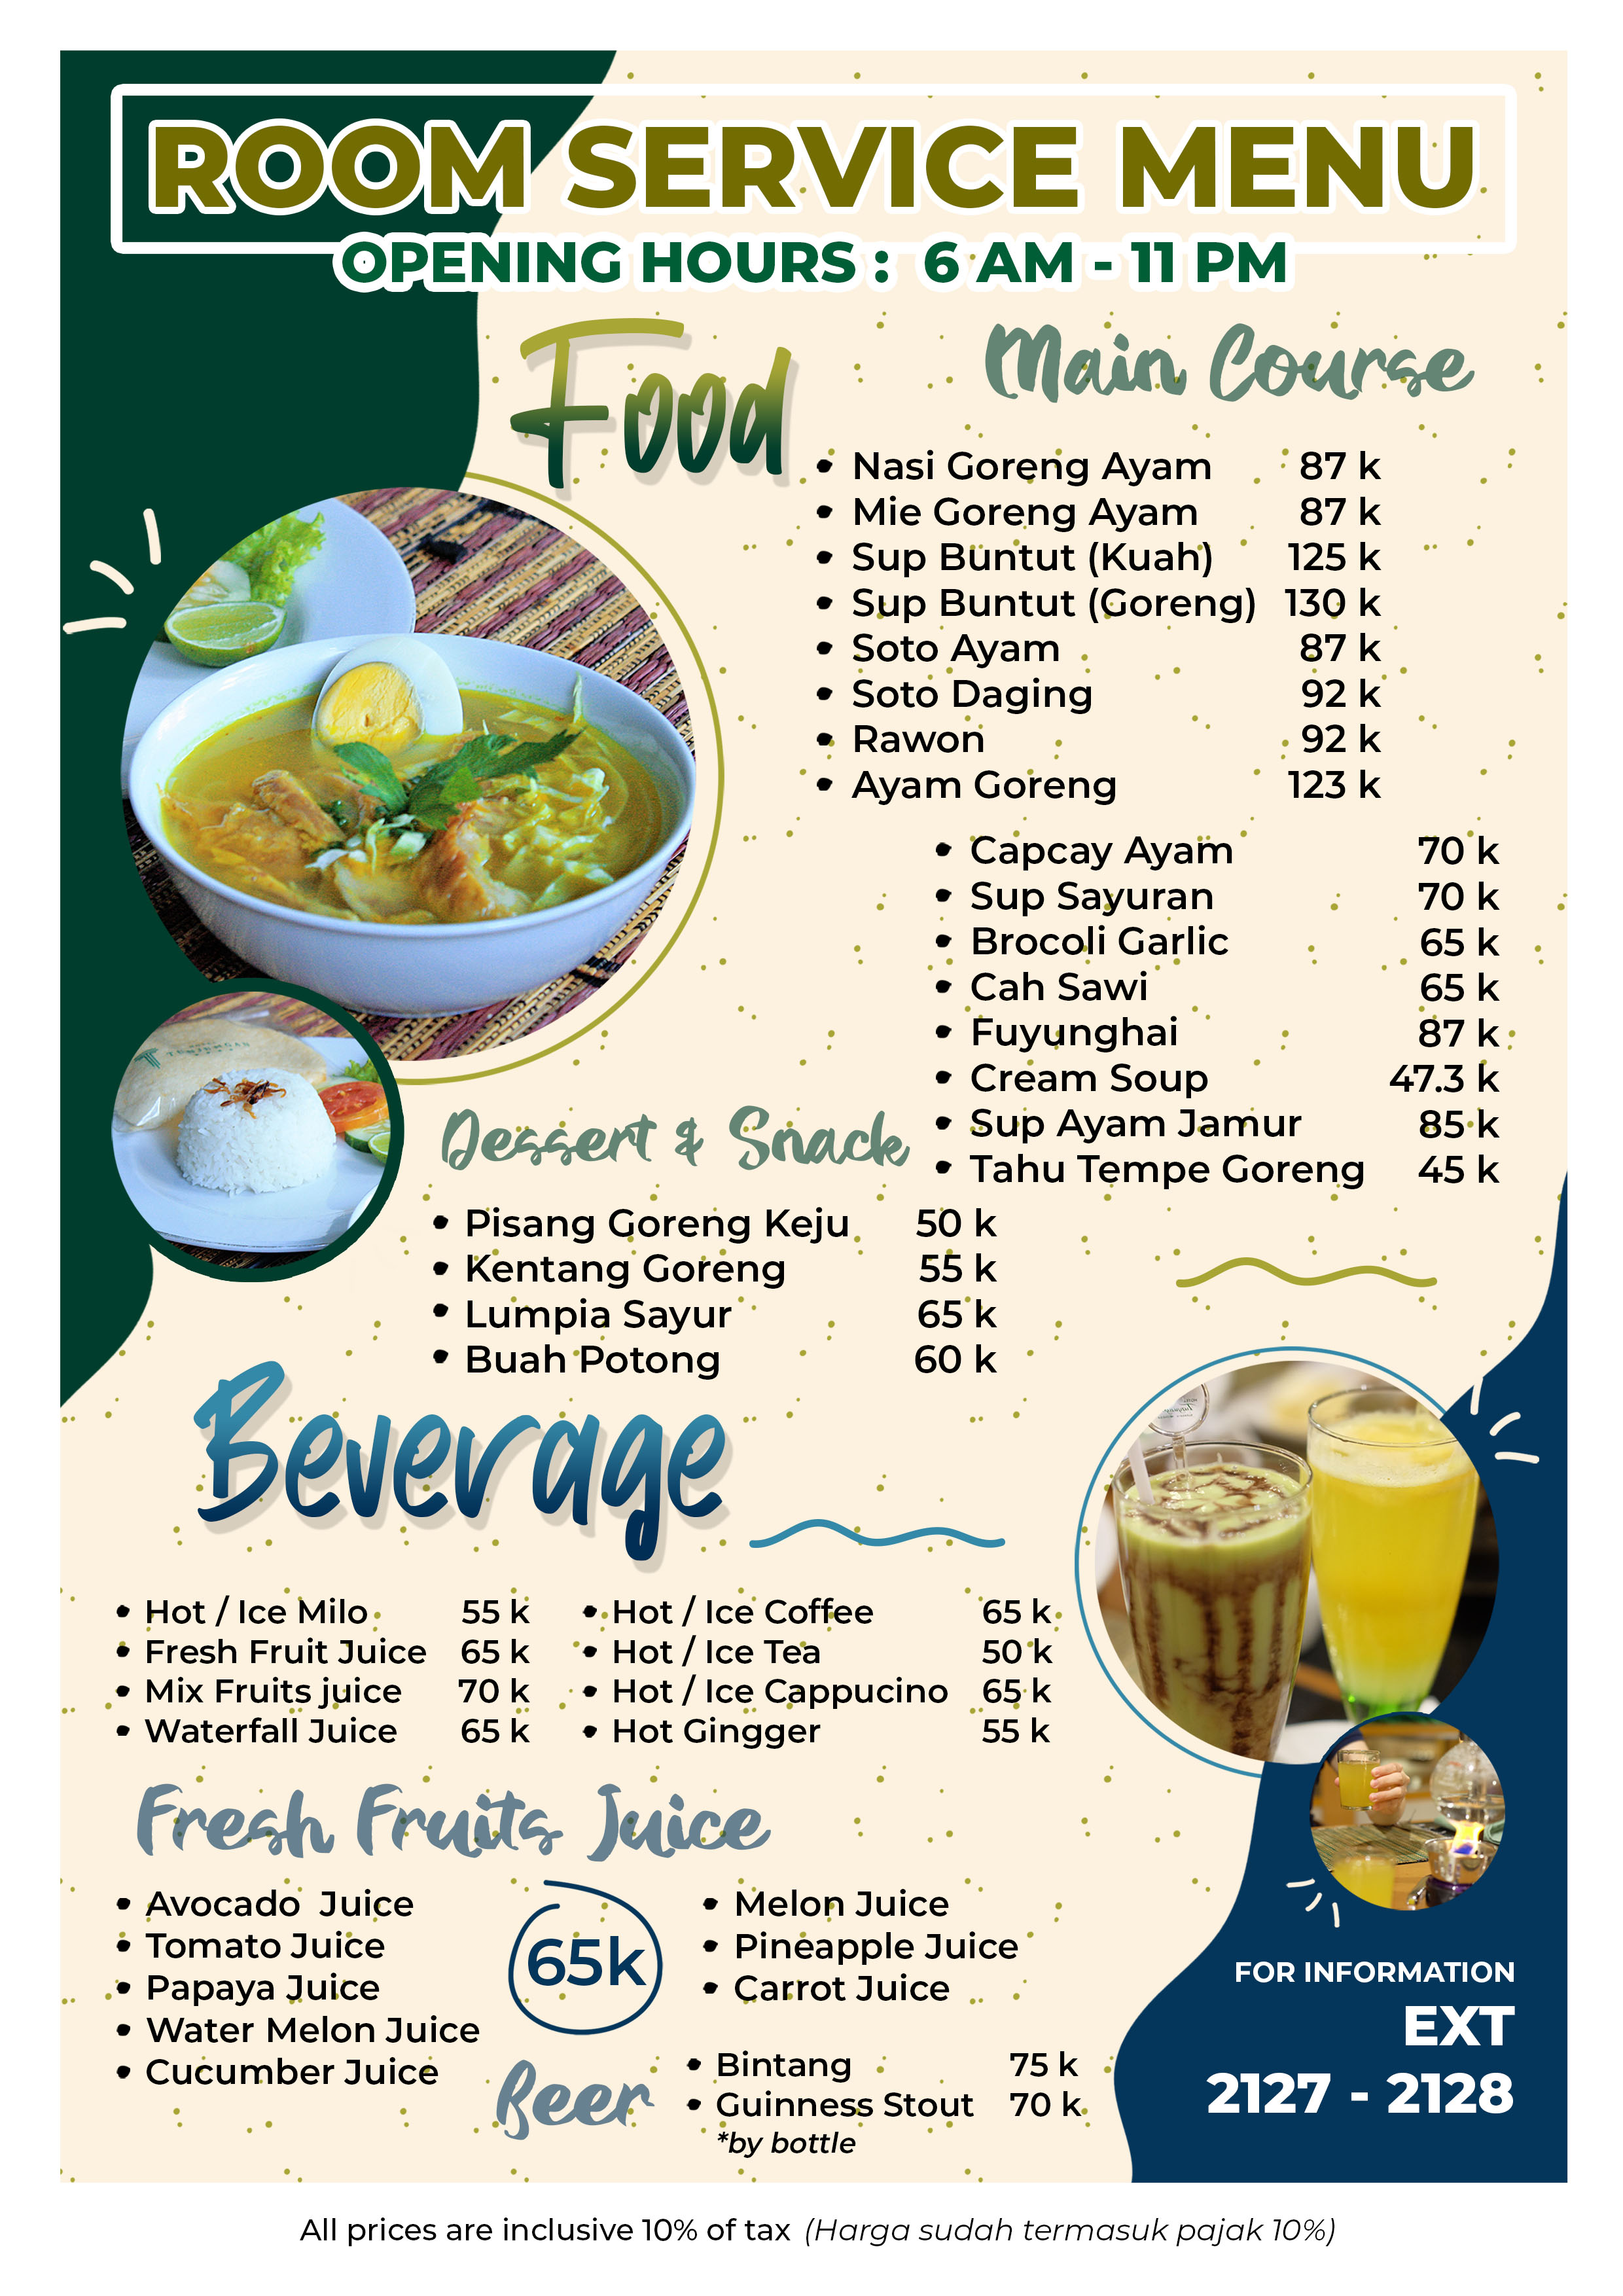 ROOM SERVICE MENU
OPENING HOURS : 6 AM - 11 PM
Food
Main Course
• Nasi Goreng Ayam 87 k
• Mie Goreng Ayam 87 k
• Sup Buntut (Kuah) 125 k
• Sup Buntut (Goreng) 130 k
• Soto Ayam 87 k
• Soto Daging 92 k
• Rawon 92 k
• Ayam Goreng 123 k
• Capcay Ayam 70 k
• Sup Sayuran 70 k
• Brocoli Garlic 65 k
• Cah Sawi 65 k
• Fuyunghai 87 k
• Cream Soup 47.3 k
• Sup Ayam Jamur 85 k
• Tahu Tempe Goreng 45 k
Dessert & Snack
• Pisang Goreng Keju 50 k
• Kentang Goreng 55 k
• Lumpia Sayur 65 k
• Buah Potong 60 k
Beverage
• Hot / Ice Milo 55 k
• Fresh Fruit Juice 65 k
• Mix Fruits juice 70 k
• Waterfall Juice 65 k
• Hot / Ice Coffee 65 k
• Hot / Ice Tea 50 k
• Hot / Ice Cappucino 65 k
• Hot Gingger 55 k
Fresh Fruits Juice
• Avocado Juice
• Tomato Juice
• Papaya Juice
• Water Melon Juice
• Cucumber Juice
65k
• Melon Juice
• Pineapple Juice
• Carrot Juice
Beer
• Bintang 75 k
• Guinness Stout 70 k
*by bottle
FOR INFORMATION
EXT
2127 - 2128
All prices are inclusive 10% of tax (Harga sudah termasuk pajak 10%)